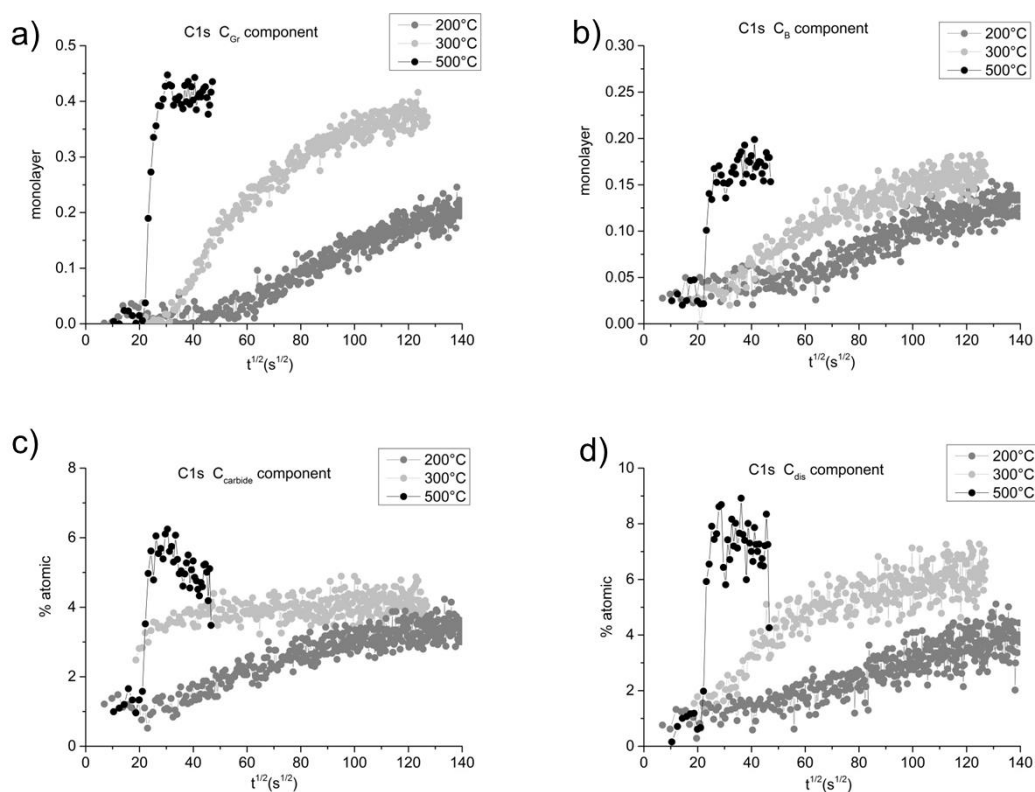 a)
C1s C_Gr component
200°C
300°C
500°C
0.5
0.4
0.3
0.2
0.1
0.0
monolayer
0 20 40 60 80 100 120 140
t^1/2(s^1/2)
b)
C1s C_B component
200°C
300°C
500°C
0.30
0.25
0.20
0.15
0.10
0.05
0.00
monolayer
0 20 40 60 80 100 120 140
t^1/2(s^1/2)
c)
C1s C_carbide component
200°C
300°C
500°C
8
6
4
2
0
% atomic
0 20 40 60 80 100 120 140
t^1/2(s^1/2)
d)
C1s C_dis component
200°C
300°C
500°C
10
8
6
4
2
0
% atomic
0 20 40 60 80 100 120 140
t^1/2(s^1/2)